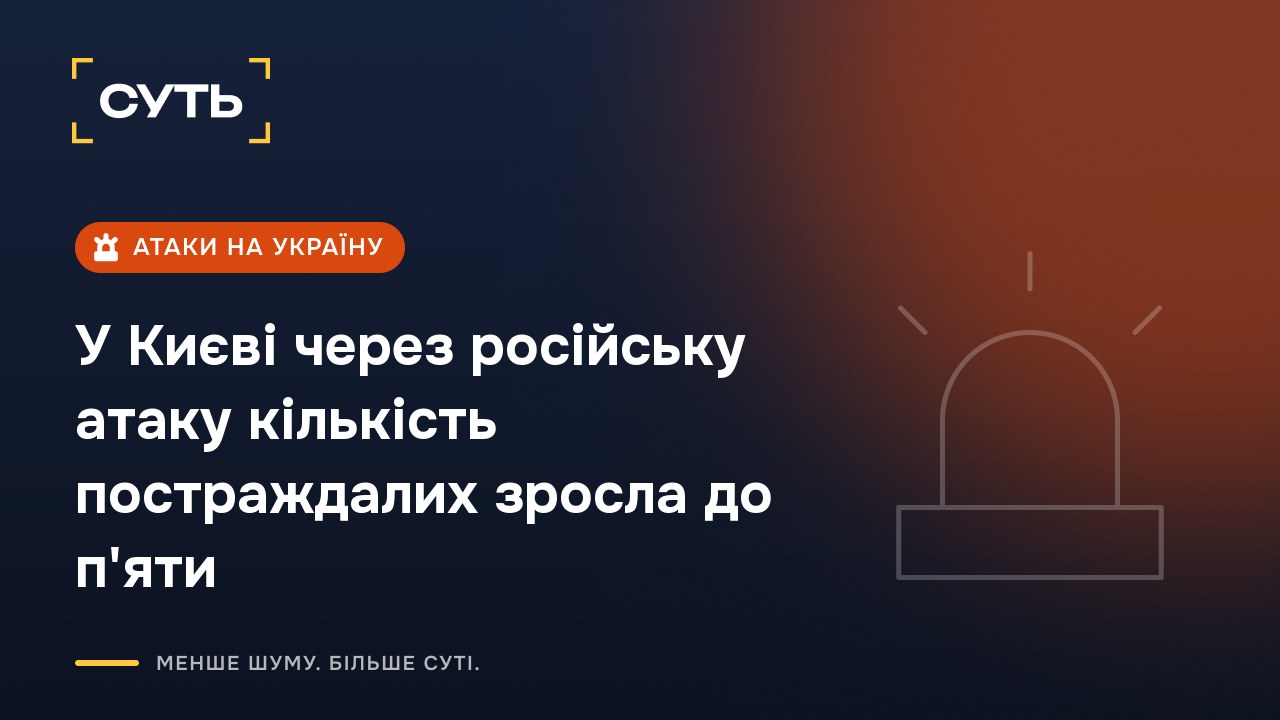 СУТЬ
АТАКИ НА УКРАЇНУ
У Києві через російську
атаку кількість
постраждалих зросла до
п'яти
МЕНШЕ ШУМУ. БІЛЬШЕ СУТІ.